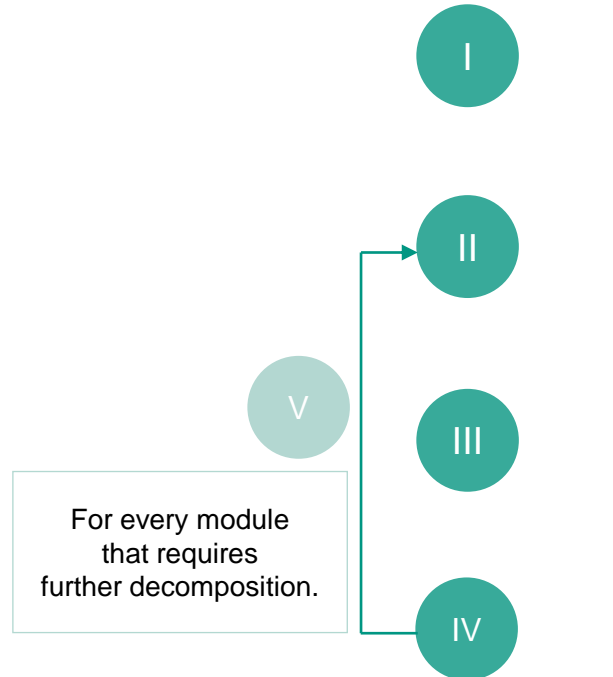 I
II
V
III
For every module
that requires
further decomposition.
IV